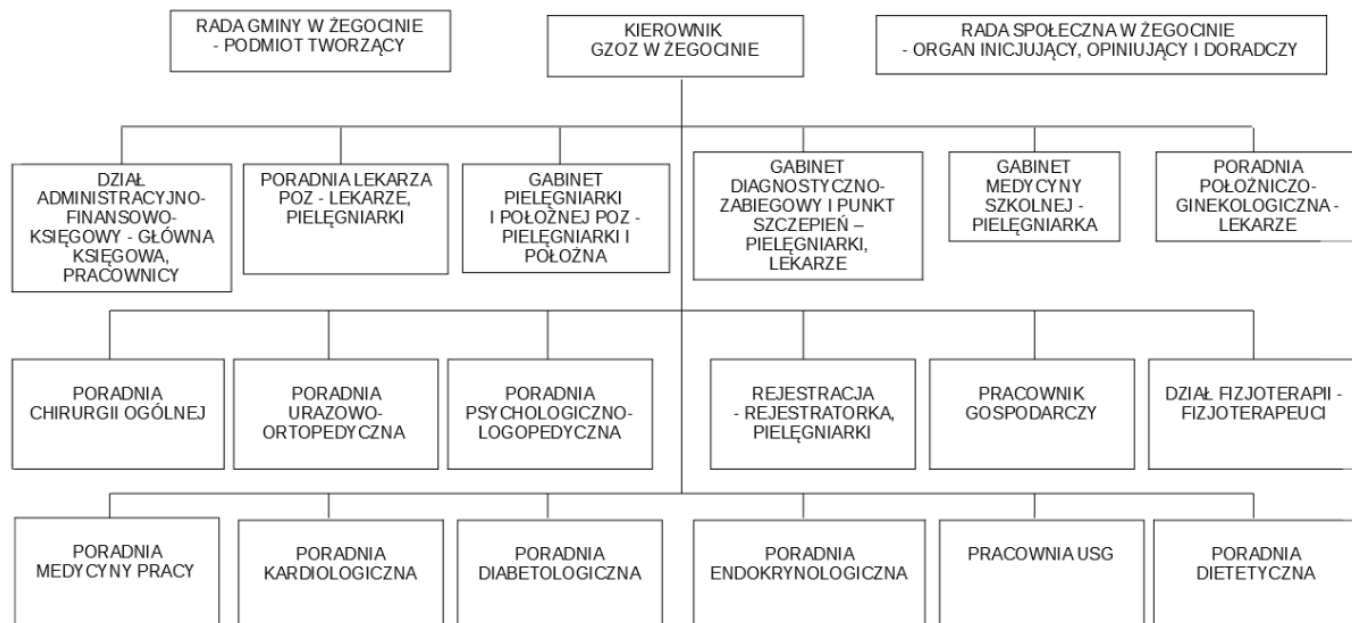 RADA GMINY W ŻEGOCINIE
- PODMIOT TWORZĄCY
KIEROWNIK
GZOZ W ŻEGOCINIE
RADA SPOŁECZNA W ŻEGOCINIE
- ORGAN INICJUJĄCY, OPINIUJĄCY I DORADCZY
DZIAŁ
ADMINISTRACYJNO-
FINANSOWO-
KSIĘGOWY - GŁÓWNA
KSIĘGOWA,
PRACOWNICY
PORADNIA LEKARZA
POZ - LEKARZE,
PIELĘGNIARKI
GABINET
PIELĘGNIARKI
I POŁOŻNEJ POZ -
PIELĘGNIARKI I
POŁOŻNA
GABINET
DIAGNOSTYCZNO-
ZABIEGOWY I PUNKT
SZCZEPIEŃ –
PIELĘGNIARKI,
LEKARZE
GABINET
MEDYCYNY
SZKOLNEJ -
PIELĘGNIARKA
PORADNIA
POŁOŻNICZO-
GINEKOLOGICZNA -
LEKARZE
PORADNIA
CHIRURGII OGÓLNEJ
PORADNIA
URAZOWO-
ORTOPEDYCZNA
PORADNIA
PSYCHOLOGICZNO-
LOGOPEDYCZNA
REJESTRACJA
- REJESTRATORKA,
PIELĘGNIARKI
PRACOWNIK
GOSPODARCZY
DZIAŁ FIZJOTERAPII -
FIZJOTERAPEUCI
PORADNIA
MEDYCYNY PRACY
PORADNIA
KARDIOLOGICZNA
PORADNIA
DIABETOLOGICZNA
PORADNIA
ENDOKRYNOLOGICZNA
PRACOWNIA USG
PORADNIA
DIETETYCZNA